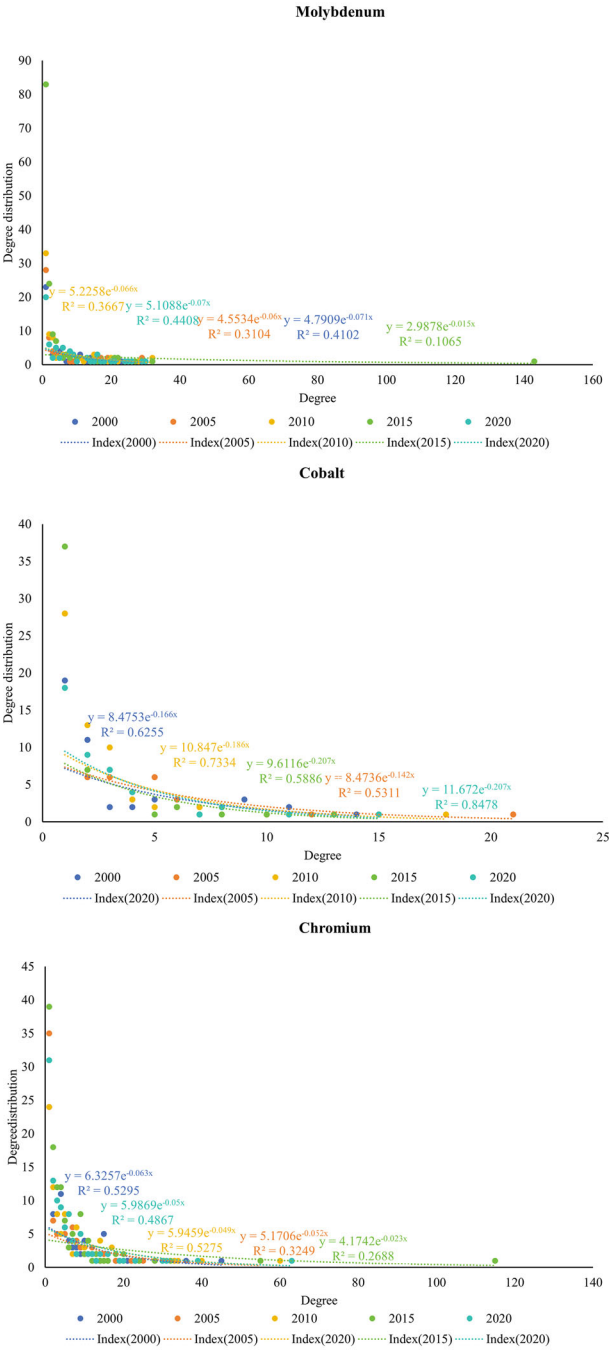 Molybdenum
90
80
70
60
50
40
30
20
10
0
Degree distribution
y = 5.2258e^-0.066x
R² = 0.3667
y = 5.1088e^-0.07x
R² = 0.4408
y = 4.5534e^-0.06x
R² = 0.3104
y = 4.7909e^-0.071x
R² = 0.4102
y = 2.9878e^-0.015x
R² = 0.1065
0 20 40 60 80 100 120 140 160
Degree
2000 2005 2010 2015 2020
Index(2000) Index(2005) Index(2010) Index(2015) Index(2020)
Cobalt
40
35
30
25
20
15
10
5
0
Degree distribution
y = 8.4753e^-0.166x
R² = 0.6255
y = 10.847e^-0.186x
R² = 0.7334
y = 9.6116e^-0.207x
R² = 0.5886
y = 8.4736e^-0.142x
R² = 0.5311
y = 11.672e^-0.207x
R² = 0.8478
0 5 10 15 20 25
Degree
2000 2005 2010 2015 2020
Index(2020) Index(2005) Index(2010) Index(2015) Index(2020)
Chromium
45
40
35
30
25
20
15
10
5
0
Degreedistribution
y = 6.3257e^-0.063x
R² = 0.5295
y = 5.9869e^-0.05x
R² = 0.4867
y = 5.9459e^-0.049x
R² = 0.5275
y = 5.1706e^-0.052x
R² = 0.3249
y = 4.1742e^-0.023x
R² = 0.2688
0 20 40 60 80 100 120 140
Degree
2000 2005 2010 2015 2020
Index(2000) Index(2005) Index(2020) Index(2015) Index(2020)